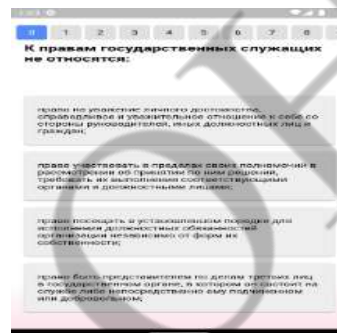 0 1 2 3 4 5 6 7 8
К правам государственных служащих
не относятся:
право на уважение личного достоинства,
справедливое и уважительное отношение к себе со
стороны руководителей, иных должностных лиц и
граждан;
право участвовать в пределах своих полномочий в
рассмотрении об принятии по ним решений,
требовать их выполнения соответствующими
органами и должностными лицами;
право посещать в установленном порядке для
исполнения должностных обязанностей
организации независимо от форм их
собственности;
право быть представителем по делам третьих лиц
в государственном органе, в котором он состоит на
службе либо непосредственно ему подчиненном
или добровольном;